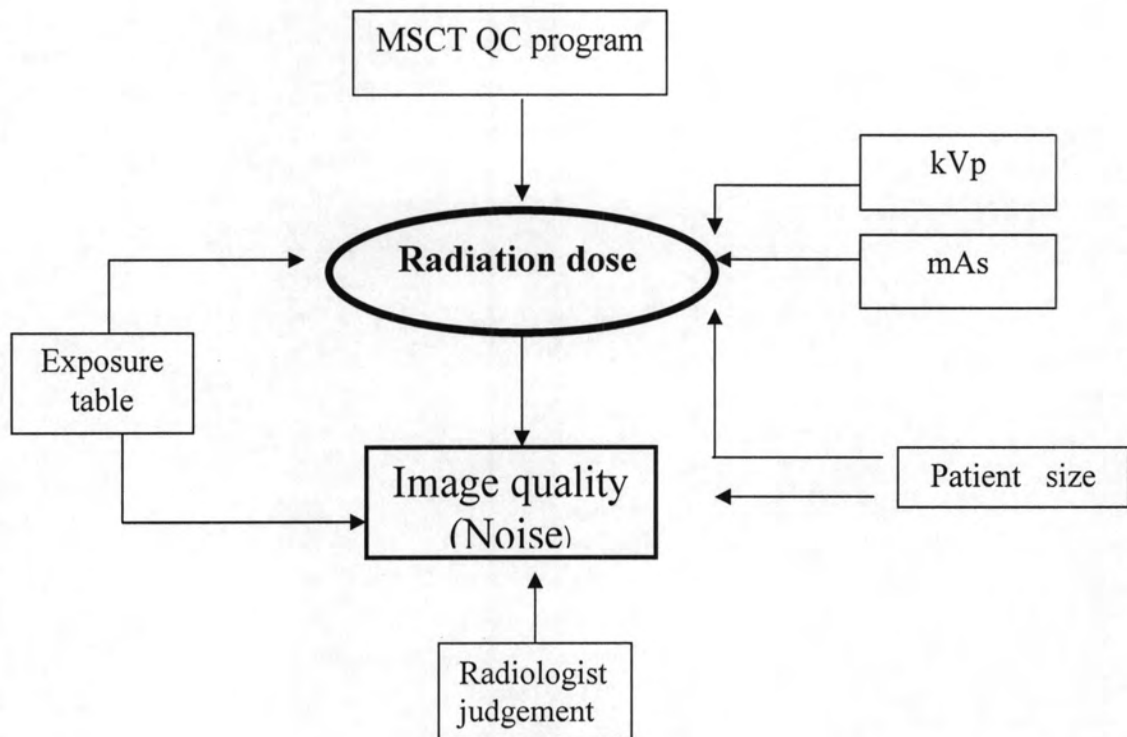 MSCT QC program
kVp
Radiation dose
mAs
Exposure
table
Image quality
(Noise)
Patient size
Radiologist
judgement